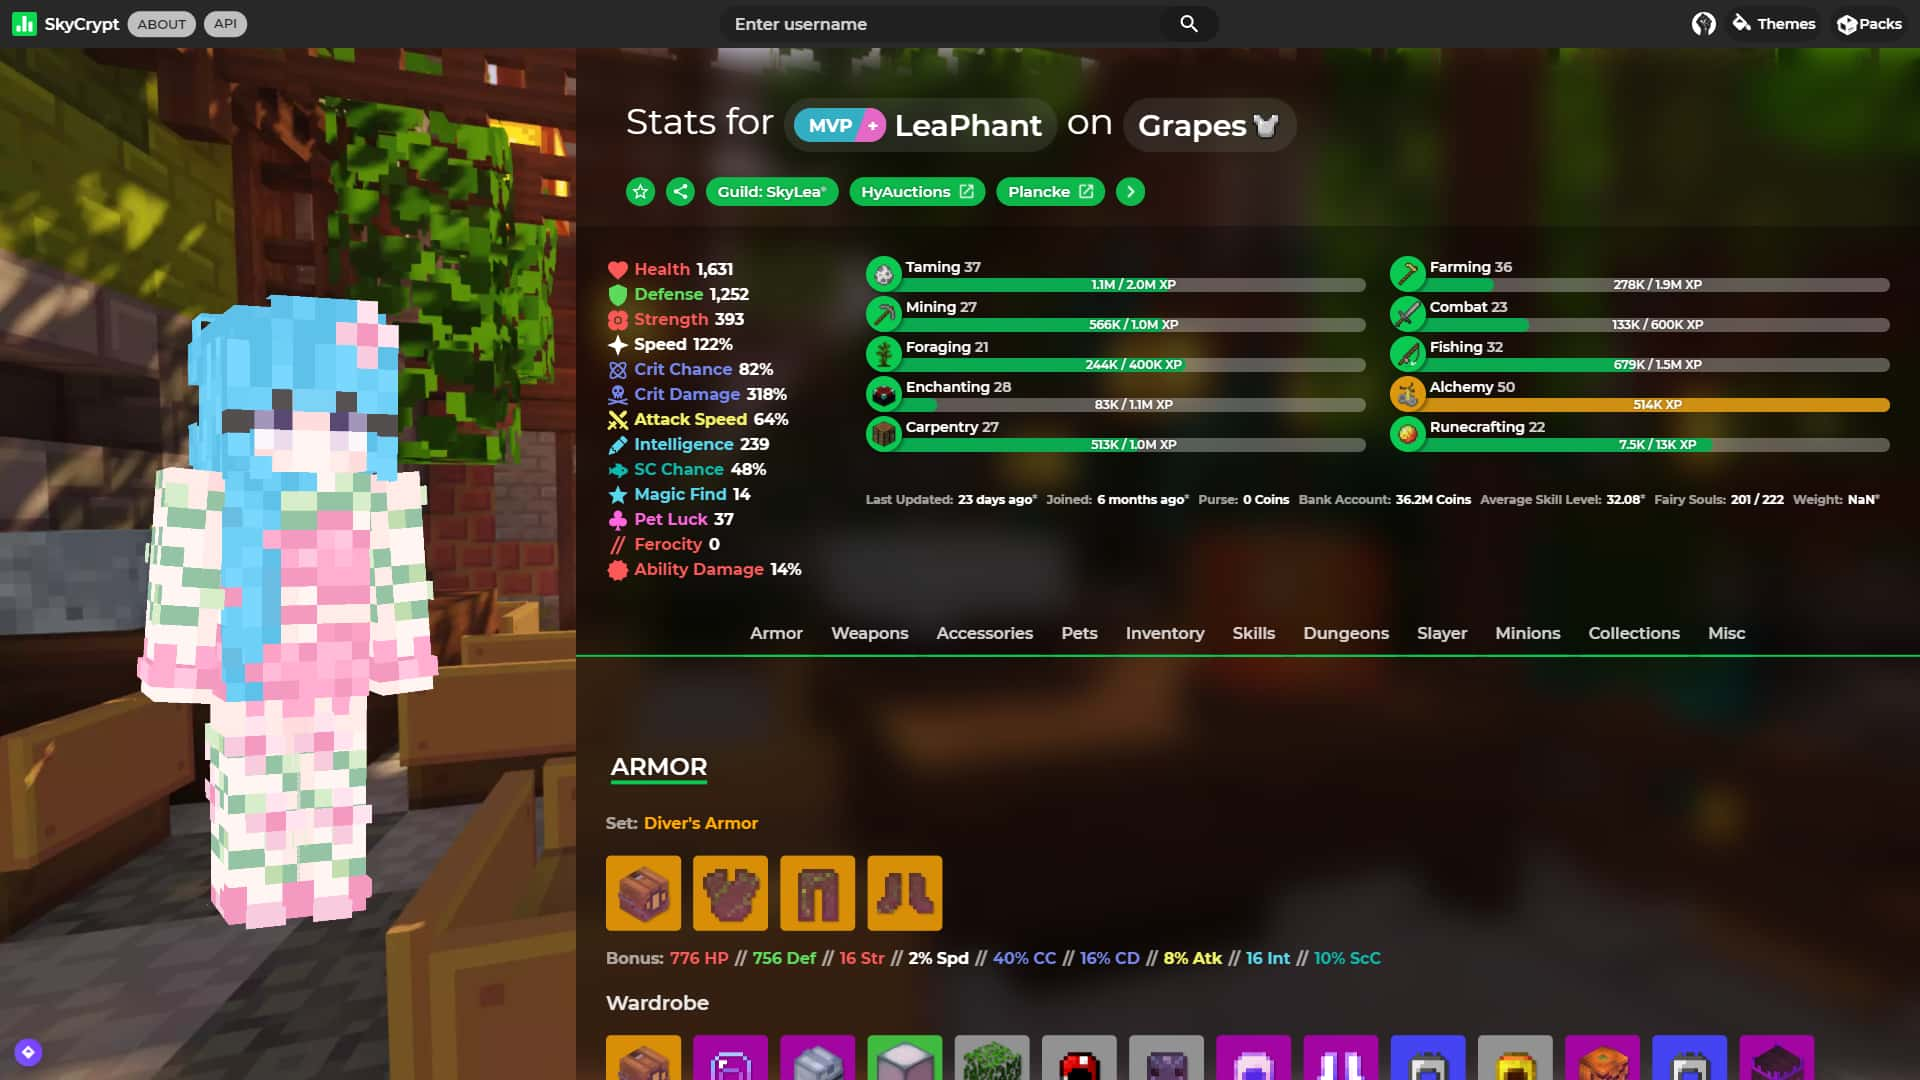 SkyCrypt ABOUT API Enter username Themes Packs
Stats for MVP + LeaPhant on Grapes
Guild: SkyLea* HyAuctions Plancke
Health 1,631
Defense 1,252
Strength 393
Speed 122%
Crit Chance 82%
Crit Damage 318%
Attack Speed 64%
Intelligence 239
SC Chance 48%
Magic Find 14
Pet Luck 37
Ferocity 0
Ability Damage 14%
Taming 37
1.1M / 2.0M XP
Farming 36
278K / 1.9M XP
Mining 27
566K / 1.0M XP
Combat 23
133K / 600K XP
Foraging 21
244K / 400K XP
Fishing 32
679K / 1.5M XP
Enchanting 28
83K / 1.1M XP
Alchemy 50
514K XP
Carpentry 27
513K / 1.0M XP
Runecrafting 22
7.5K / 13K XP
Last Updated: 23 days ago* Joined: 6 months ago* Purse: 0 Coins Bank Account: 36.2M Coins Average Skill Level: 32.08* Fairy Souls: 201 / 222 Weight: NaN*
Armor Weapons Accessories Pets Inventory Skills Dungeons Slayer Minions Collections Misc
ARMOR
Set: Diver's Armor
Bonus: 776 HP // 756 Def // 16 Str // 2% Spd // 40% CC // 16% CD // 8% Atk // 16 Int // 10% ScC
Wardrobe